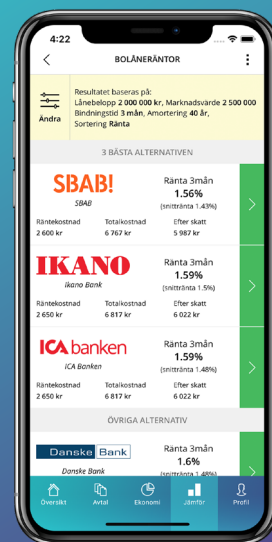 4:22
BOLÅNERÄNTOR
Resultatet baseras på:
Lånebelopp 2 000 000 kr, Marknadsvärde 2 500 000
Bindningstid 3 mån, Amortering 40 år,
Sortering Ränta
Ändra
3 BÄSTA ALTERNATIVEN
SBAB!
SBAB
Ränta 3mån
1.56%
(snittränta 1.43%)
Räntekostnad Totalkostnad Efter skatt
2 600 kr 6 767 kr 5 987 kr
IKANO
Ikano Bank
Ränta 3mån
1.59%
(snittränta 1.5%)
Räntekostnad Totalkostnad Efter skatt
2 650 kr 6 817 kr 6 022 kr
ICA banken
ICA Banken
Ränta 3mån
1.59%
(snittränta 1.48%)
Räntekostnad Totalkostnad Efter skatt
2 650 kr 6 817 kr 6 022 kr
ÖVRIGA ALTERNATIV
Danske Bank
Danske Bank
Ränta 3mån
1.6%
(snittränta 1.48%)
Översikt Avtal Ekonomi Jämför Profil